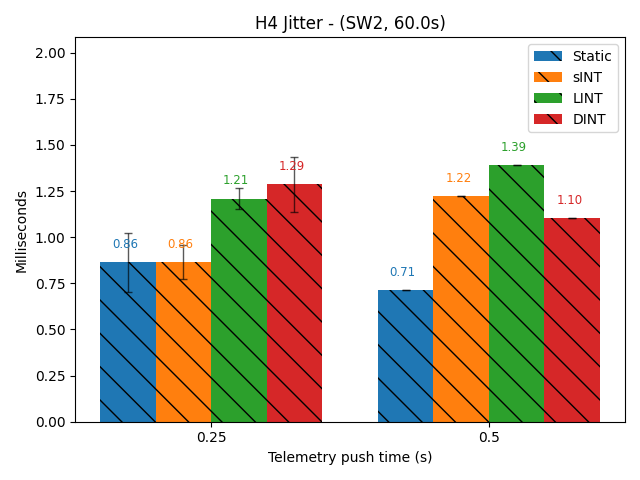 H4 Jitter - (SW2, 60.0s)
Milliseconds
2.00
1.75
1.50
1.25
1.00
0.75
0.50
0.25
0.00
Static
sINT
LINT
DINT
0.86
0.86
1.21
1.29
0.71
1.22
1.39
1.10
0.25
0.5
Telemetry push time (s)